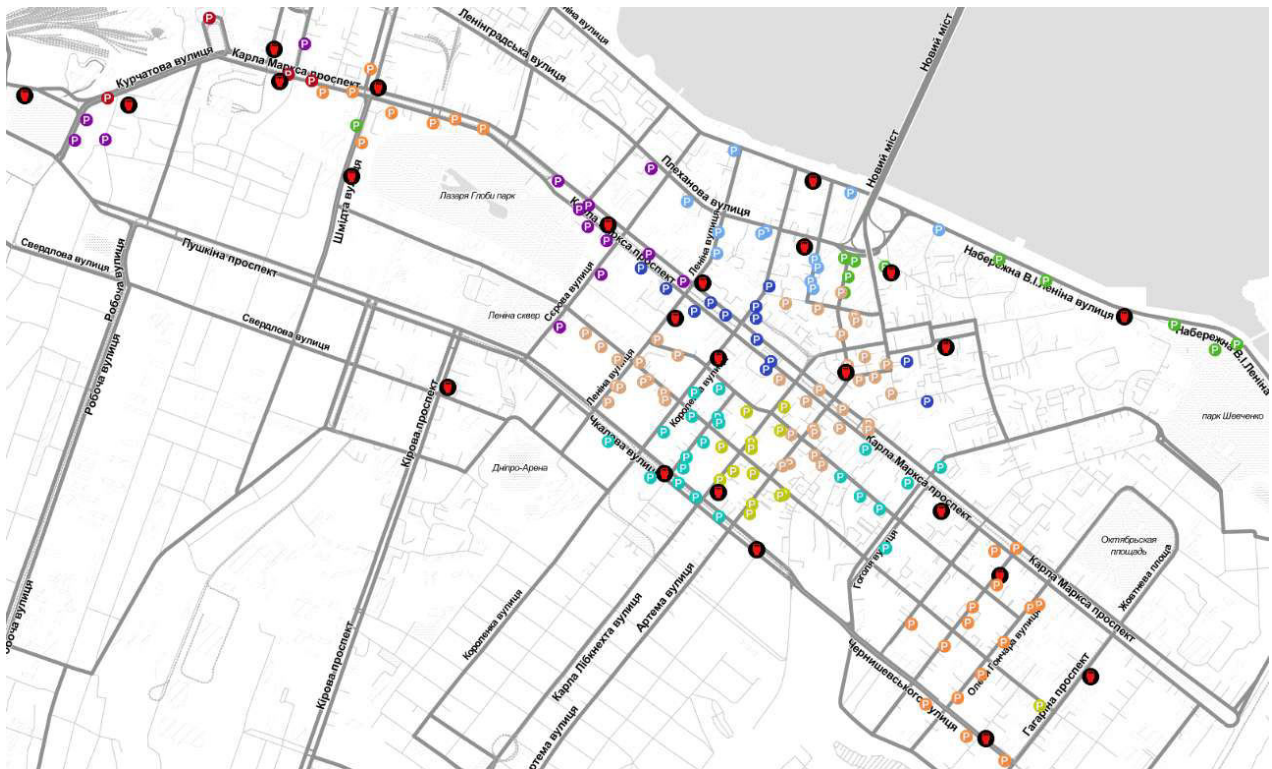 Ленінградська вулиця
Новий міст
Карла Маркса проспект
Курчатова вулиця
Плеханова вулиця
Новий міст
Шмідта вулиця
Лазаря Глоби парк
Карла Маркса проспект
Леніна вулиця
Набережна В.І.Леніна вулиця
Пушкіна проспект
Свердлова вулиця
Робоча вулиця
Сєрова вулиця
Леніна сквер
Свердлова вулиця
Набережна В.І.Леніна
Робоча вулиця
Леніна вулиця
Короленка вулиця
парк Шевченко
Кірова проспект
Чкалова вулиця
Дніпро-Арена
Карла Маркса проспект
Октябрьская
площадь
Гоголя вулиця
Карла Маркса проспект
Жовтнева площа
Короленка вулиця
Карла Лібкнехта вулиця
Артема вулиця
Кірова проспект
Олеся Гончара вулиця
Чернишевського вулиця
Гагаріна проспект